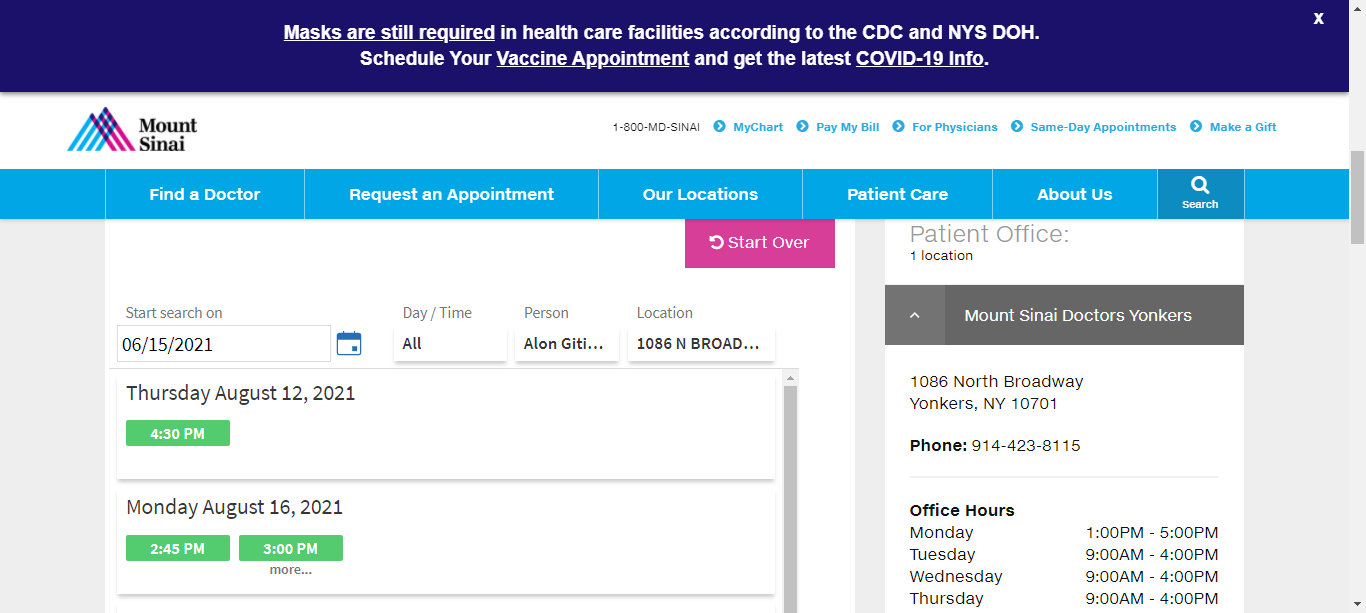 Masks are still required in health care facilities according to the CDC and NYS DOH.
Schedule Your Vaccine Appointment and get the latest COVID-19 Info.
X
Mount
Sinai
1-800-MD-SINAI MyChart Pay My Bill For Physicians Same-Day Appointments Make a Gift
Find a Doctor Request an Appointment Our Locations Patient Care About Us Search
Start Over
Start search on Day / Time Person Location
06/15/2021 All Alon Giti... 1086 N BROAD...
Thursday August 12, 2021
4:30 PM
Monday August 16, 2021
2:45 PM 3:00 PM
more...
Patient Office:
1 location
Mount Sinai Doctors Yonkers
1086 North Broadway
Yonkers, NY 10701
Phone: 914-423-8115
Office Hours
Monday 1:00PM - 5:00PM
Tuesday 9:00AM - 4:00PM
Wednesday 9:00AM - 4:00PM
Thursday 9:00AM - 4:00PM